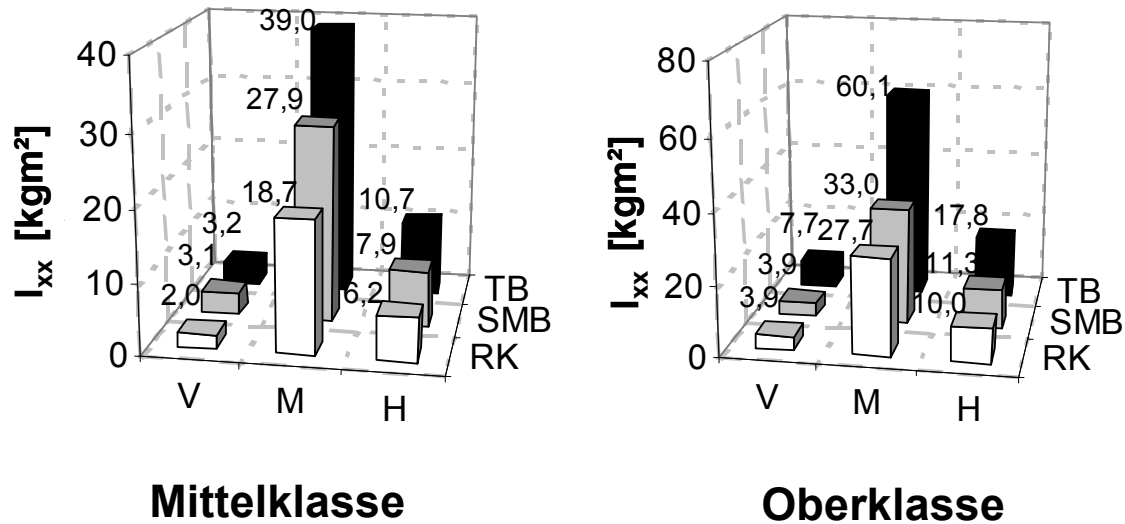 I_xx [kgm²]
40
30
20
10
0
39,0
27,9
18,7
10,7
3,2
7,9
3,1
6,2
2,0
TB
SMB
RK
V M H
Mittelklasse
I_xx [kgm²]
80
60
40
20
0
60,1
33,0
7,7 27,7 17,8
3,9 11,3
3,9 10,0
TB
SMB
RK
V M H
Oberklasse